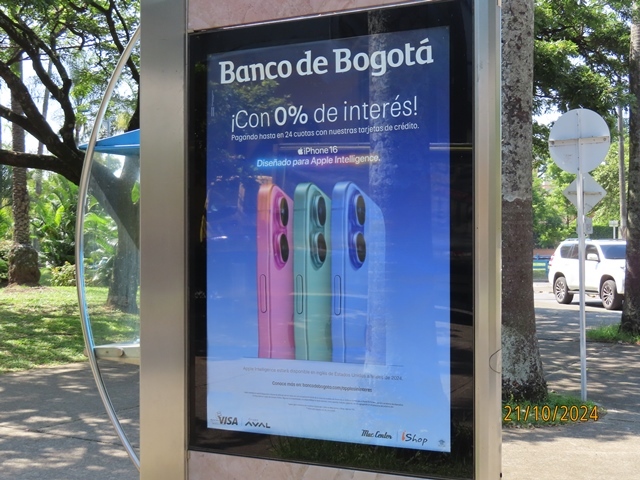 Banco de Bogotá
¡Con 0% de interés!
Pagando hasta en 24 cuotas con nuestras tarjetas de crédito.
iPhone 16
Diseñado para Apple Intelligence.
VISA
AVAL
Mac Center
iShop
21/10/2024